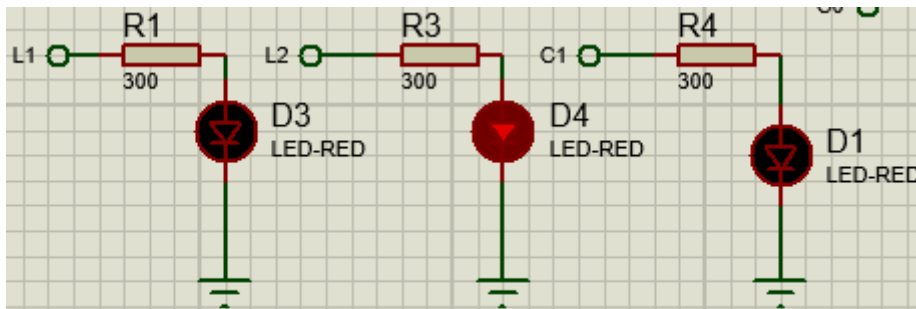 R1
L1
300
D3
LED-RED
R3
L2
300
D4
LED-RED
R4
C1
300
D1
LED-RED